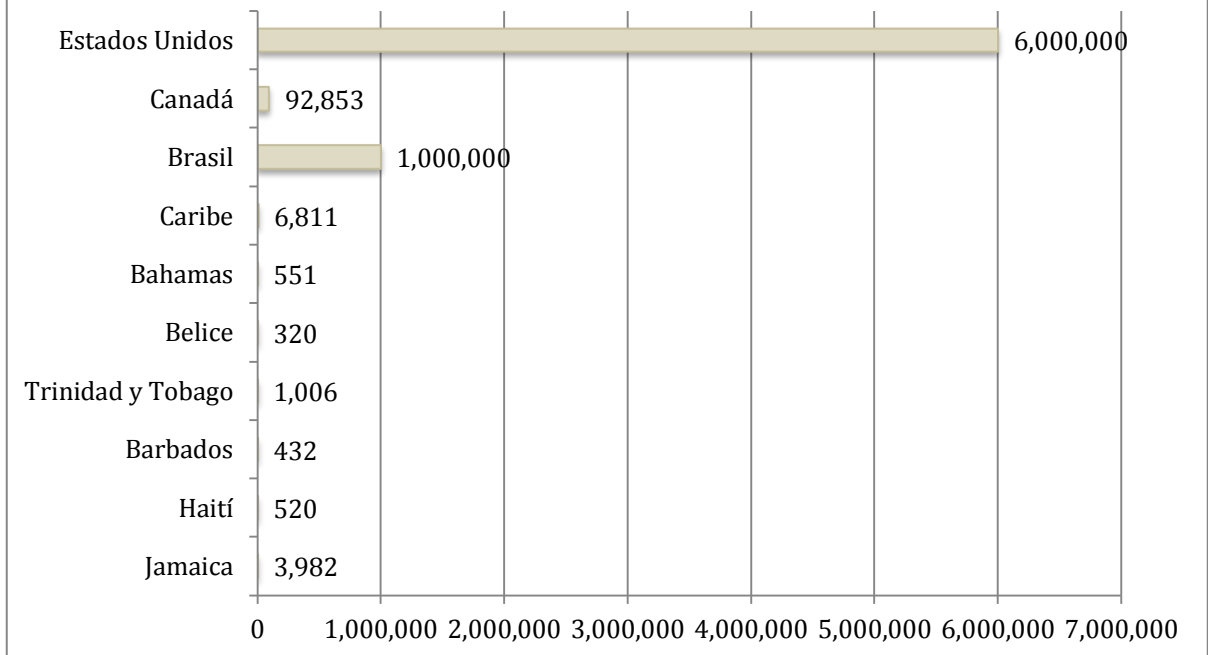 Estados Unidos 6,000,000
Canadá 92,853
Brasil 1,000,000
Caribe 6,811
Bahamas 551
Belice 320
Trinidad y Tobago 1,006
Barbados 432
Haití 520
Jamaica 3,982
0 1,000,000 2,000,000 3,000,000 4,000,000 5,000,000 6,000,000 7,000,000